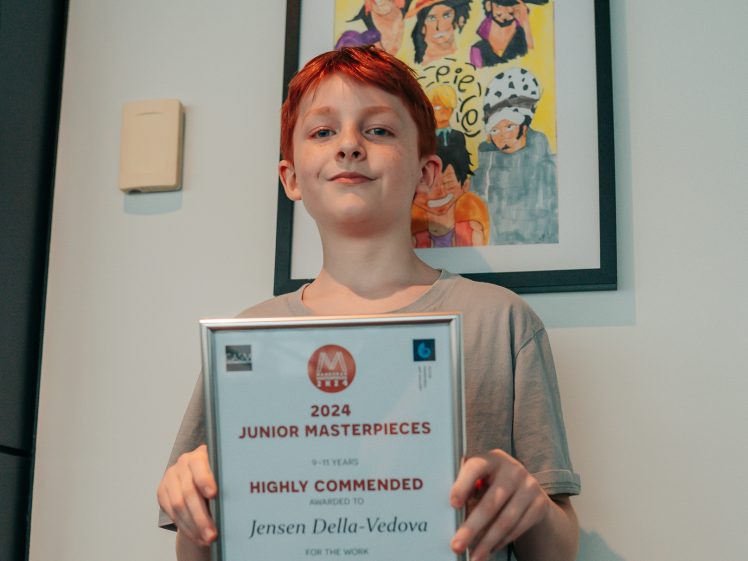 2024
JUNIOR MASTERPIECES
9-11 YEARS
HIGHLY COMMENDED
AWARDED TO
Jensen Della-Vedova
FOR THE WORK